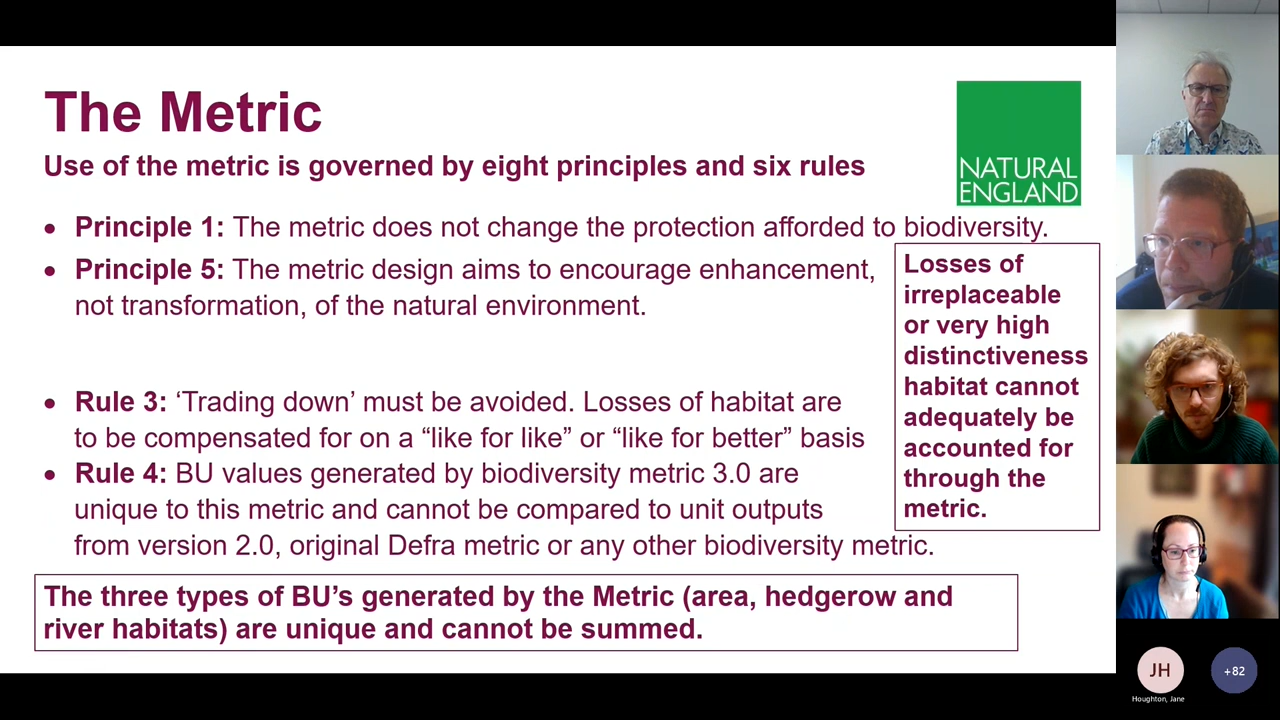 The Metric
Use of the metric is governed by eight principles and six rules
NATURAL
ENGLAND
• Principle 1: The metric does not change the protection afforded to biodiversity.
• Principle 5: The metric design aims to encourage enhancement,
not transformation, of the natural environment.
Losses of
irreplaceable
or very high
distinctiveness
habitat cannot
adequately be
accounted for
through the
metric.
• Rule 3: ‘Trading down’ must be avoided. Losses of habitat are
to be compensated for on a “like for like” or “like for better” basis
• Rule 4: BU values generated by biodiversity metric 3.0 are
unique to this metric and cannot be compared to unit outputs
from version 2.0, original Defra metric or any other biodiversity metric.
The three types of BU’s generated by the Metric (area, hedgerow and
river habitats) are unique and cannot be summed.
JH
Houghton, Jane
+82